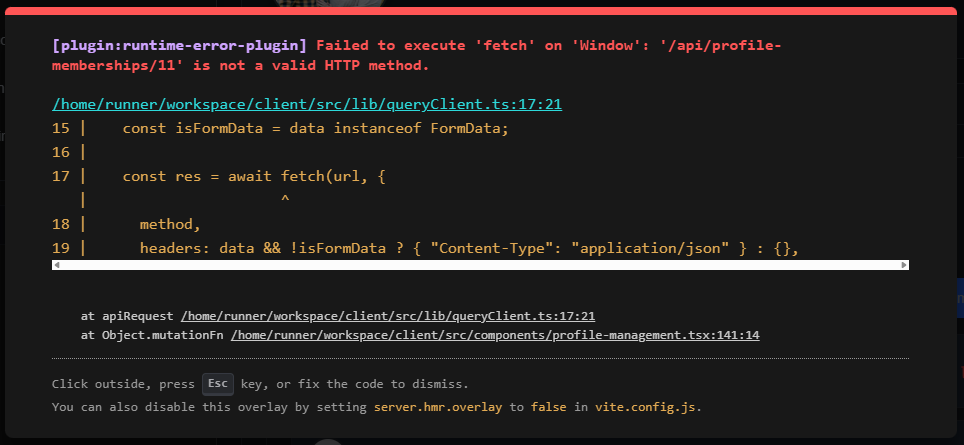 [plugin:runtime-error-plugin] Failed to execute 'fetch' on 'Window': '/api/profile-
memberships/11' is not a valid HTTP method.
/home/runner/workspace/client/src/lib/queryClient.ts:17:21
15 |    const isFormData = data instanceof FormData;
16 |
17 |    const res = await fetch(url, {
   |                      ^
18 |      method,
19 |      headers: data && !isFormData ? { "Content-Type": "application/json" } : {},
at apiRequest /home/runner/workspace/client/src/lib/queryClient.ts:17:21
at Object.mutationFn /home/runner/workspace/client/src/components/profile-management.tsx:141:14
Click outside, press Esc key, or fix the code to dismiss.
You can also disable this overlay by setting server.hmr.overlay to false in vite.config.js.